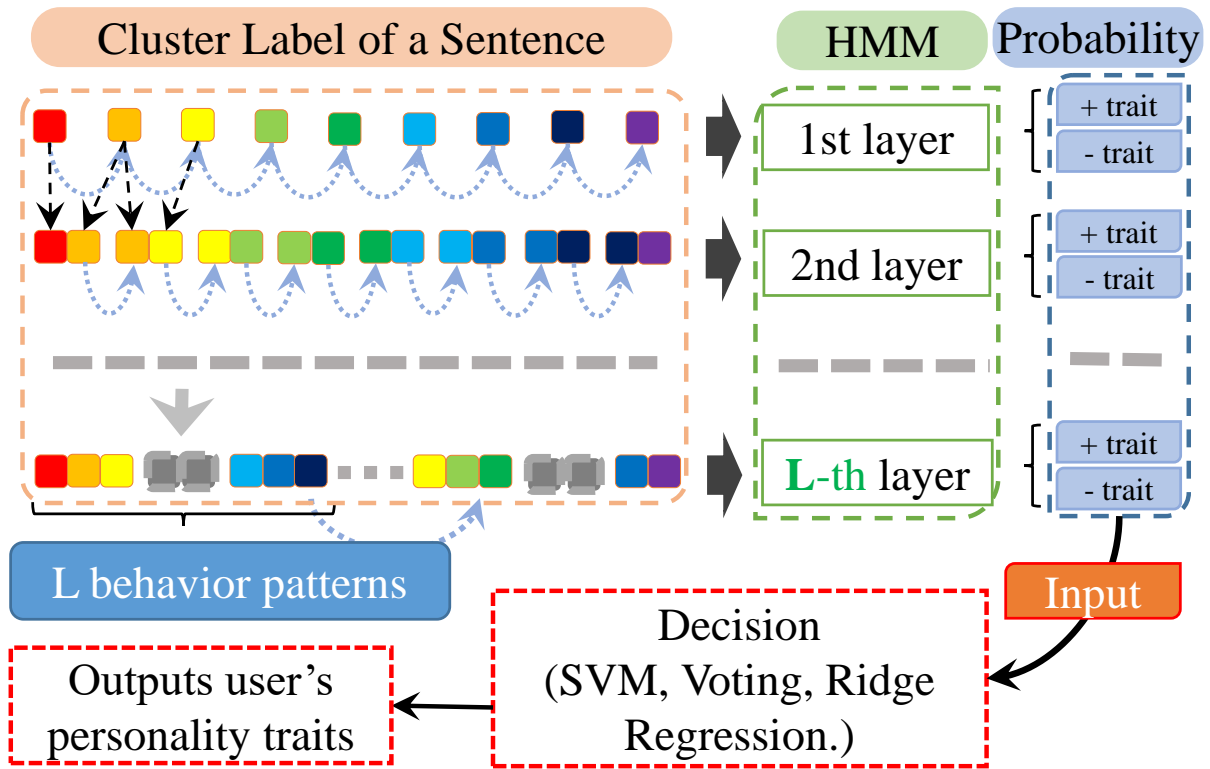 Cluster Label of a Sentence
HMM
Probability
1st layer
+ trait
- trait
2nd layer
+ trait
- trait
L-th layer
+ trait
- trait
L behavior patterns
Input
Decision
(SVM, Voting, Ridge
Regression.)
Outputs user’s
personality traits